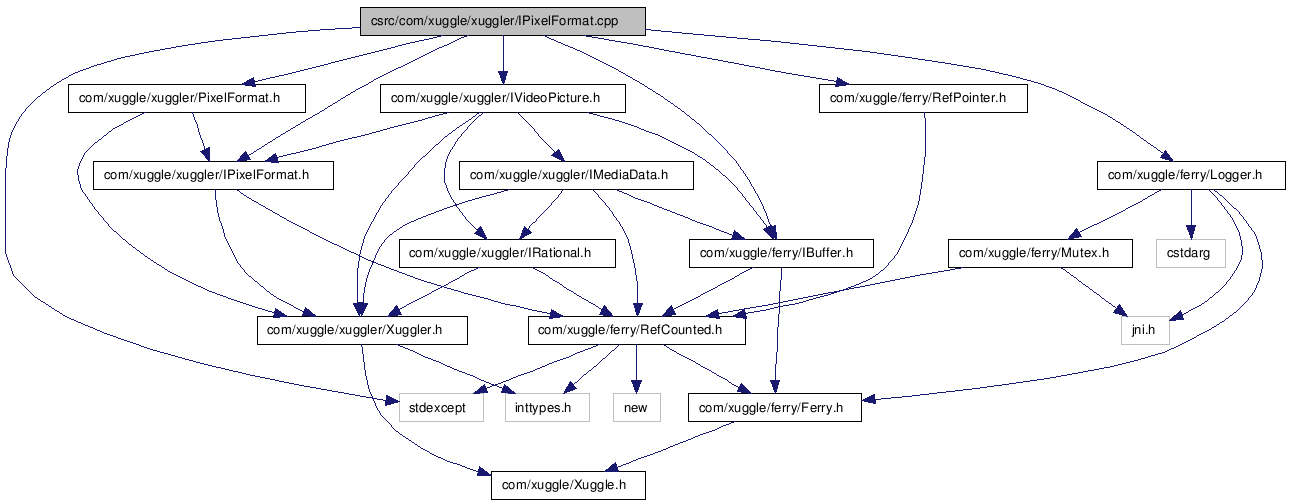 csrc/com/xuggle/xuggler/IPixelFormat.cpp
com/xuggle/xuggler/PixelFormat.h
com/xuggle/xuggler/IVideoPicture.h
com/xuggle/ferry/RefPointer.h
com/xuggle/xuggler/IPixelFormat.h
com/xuggle/xuggler/IMediaData.h
com/xuggle/ferry/Logger.h
com/xuggle/xuggler/IRational.h
com/xuggle/ferry/IBuffer.h
com/xuggle/ferry/Mutex.h
cstdarg
com/xuggle/xuggler/Xuggler.h
com/xuggle/ferry/RefCounted.h
jni.h
stdexcept
inttypes.h
new
com/xuggle/ferry/Ferry.h
com/xuggle/Xuggle.h